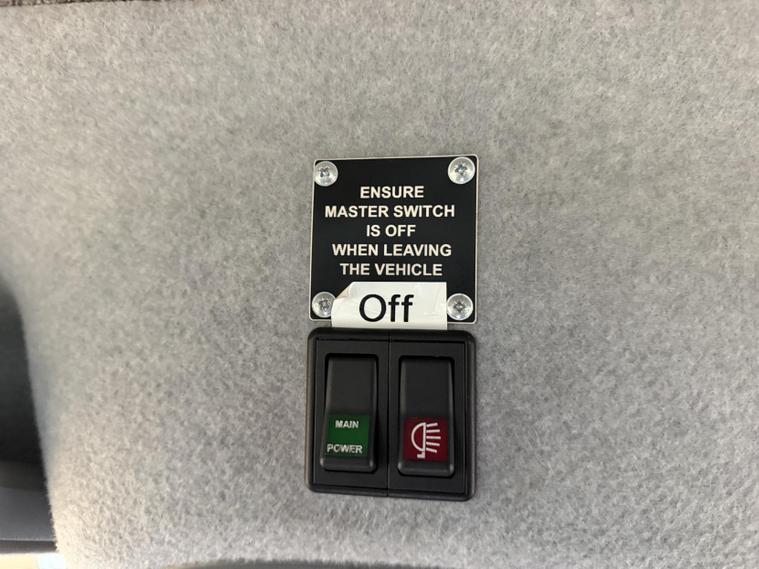 ENSURE
MASTER SWITCH
IS OFF
WHEN LEAVING
THE VEHICLE
Off
MAIN
POWER